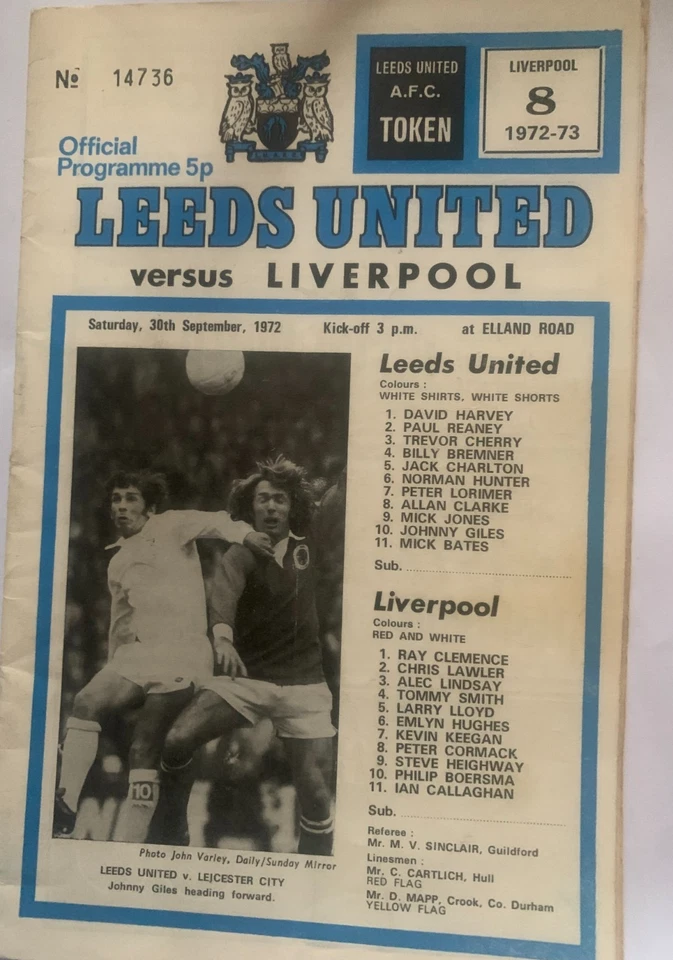 Nº 14736
LEEDS UNITED
A.F.C.
TOKEN
LIVERPOOL
8
1972-73
Official
Programme 5p
LEEDS UNITED
versus LIVERPOOL
Saturday, 30th September, 1972 Kick-off 3 p.m. at ELLAND ROAD
Leeds United
Colours :
WHITE SHIRTS, WHITE SHORTS
1. DAVID HARVEY
2. PAUL REANEY
3. TREVOR CHERRY
4. BILLY BREMNER
5. JACK CHARLTON
6. NORMAN HUNTER
7. PETER LORIMER
8. ALLAN CLARKE
9. MICK JONES
10. JOHNNY GILES
11. MICK BATES
Sub.
Liverpool
Colours :
RED AND WHITE
1. RAY CLEMENCE
2. CHRIS LAWLER
3. ALEC LINDSAY
4. TOMMY SMITH
5. LARRY LLOYD
6. EMLYN HUGHES
7. KEVIN KEEGAN
8. PETER CORMACK
9. STEVE HEIGHWAY
10. PHILIP BOERSMA
11. IAN CALLAGHAN
Sub.
Referee :
Mr. M. V. SINCLAIR, Guildford
Linesmen :
Mr. C. CARTLICH, Hull
RED FLAG
Mr. D. MAPP, Crook, Co. Durham
YELLOW FLAG
10
Photo John Varley, Daily/Sunday Mirror
LEEDS UNITED v. LEICESTER CITY
Johnny Giles heading forward.